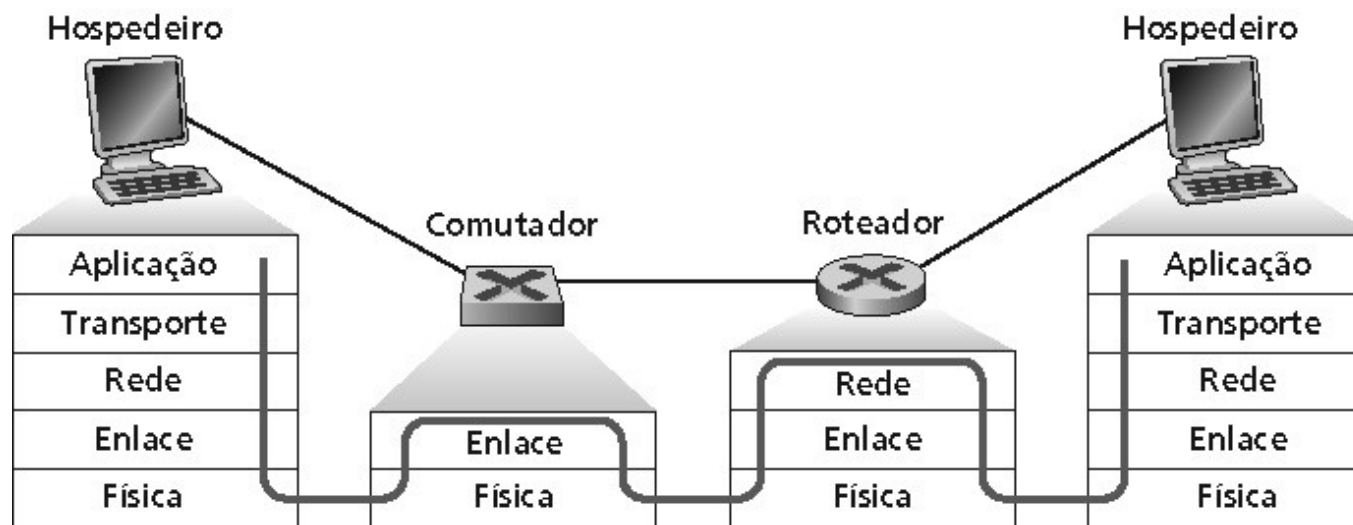 Hospedeiro
Hospedeiro
Comutador
Roteador
Aplicação
Transporte
Rede
Enlace
Física
Enlace
Física
Rede
Enlace
Física
Aplicação
Transporte
Rede
Enlace
Física